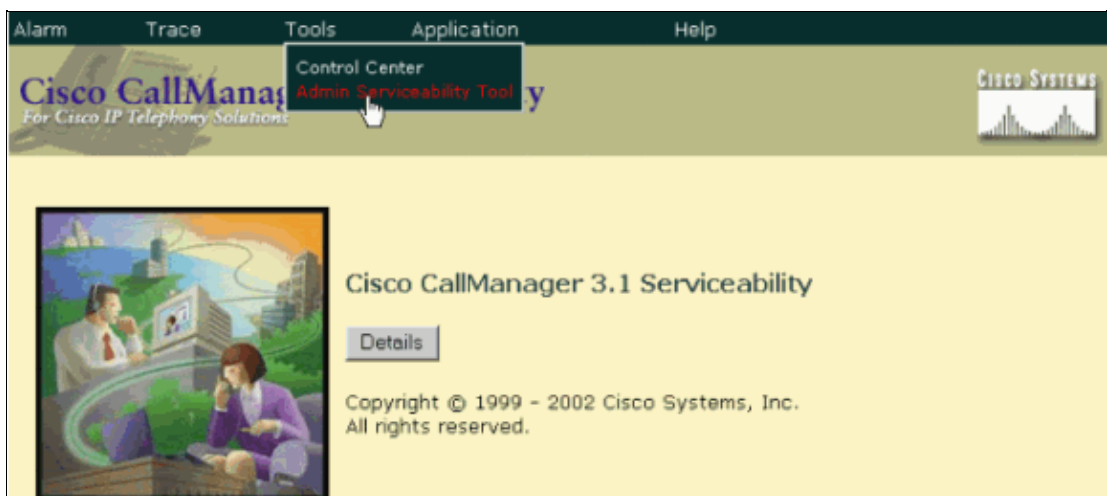 Alarm Trace Tools Application Help
Control Center
Admin Serviceability Tool
Cisco CallManag y
For Cisco IP Telephony Solutions
CISCO SYSTEMS
Cisco CallManager 3.1 Serviceability
Details
Copyright © 1999 - 2002 Cisco Systems, Inc.
All rights reserved.